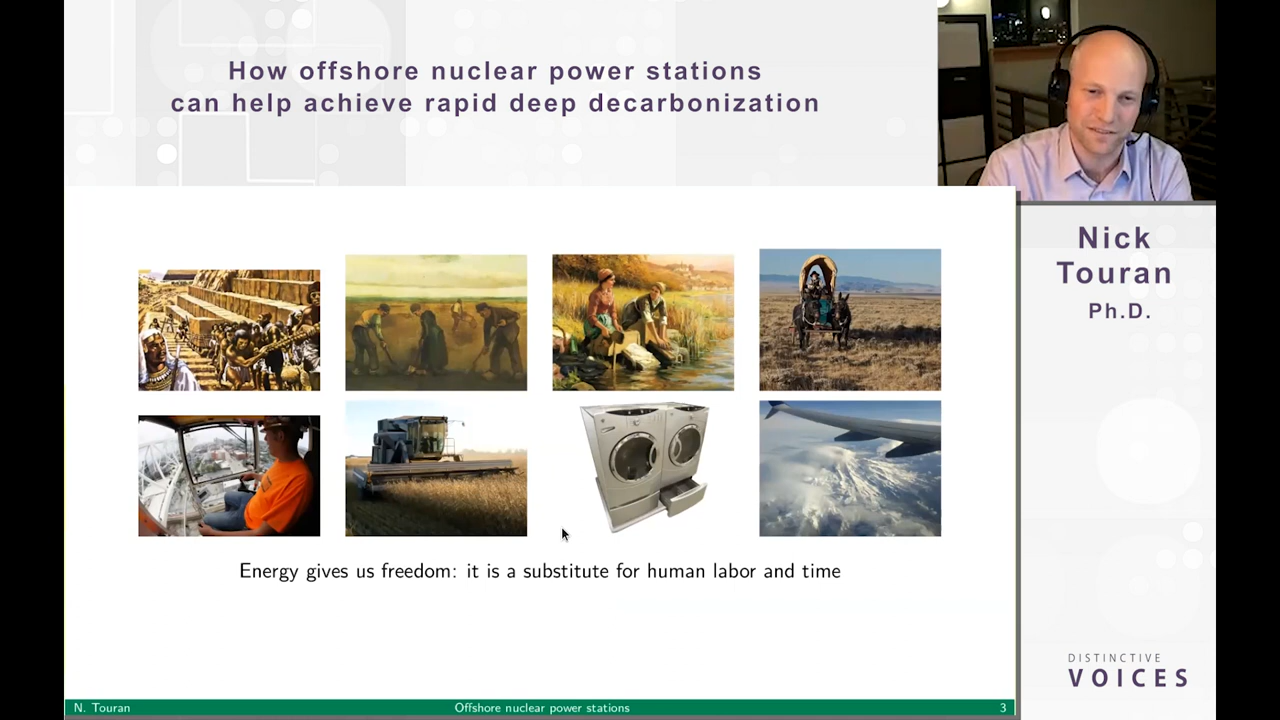 How offshore nuclear power stations
can help achieve rapid deep decarbonization
Nick
Touran
Ph.D.
Energy gives us freedom: it is a substitute for human labor and time
DISTINCTIVE
VOICES
N. Touran
Offshore nuclear power stations
3